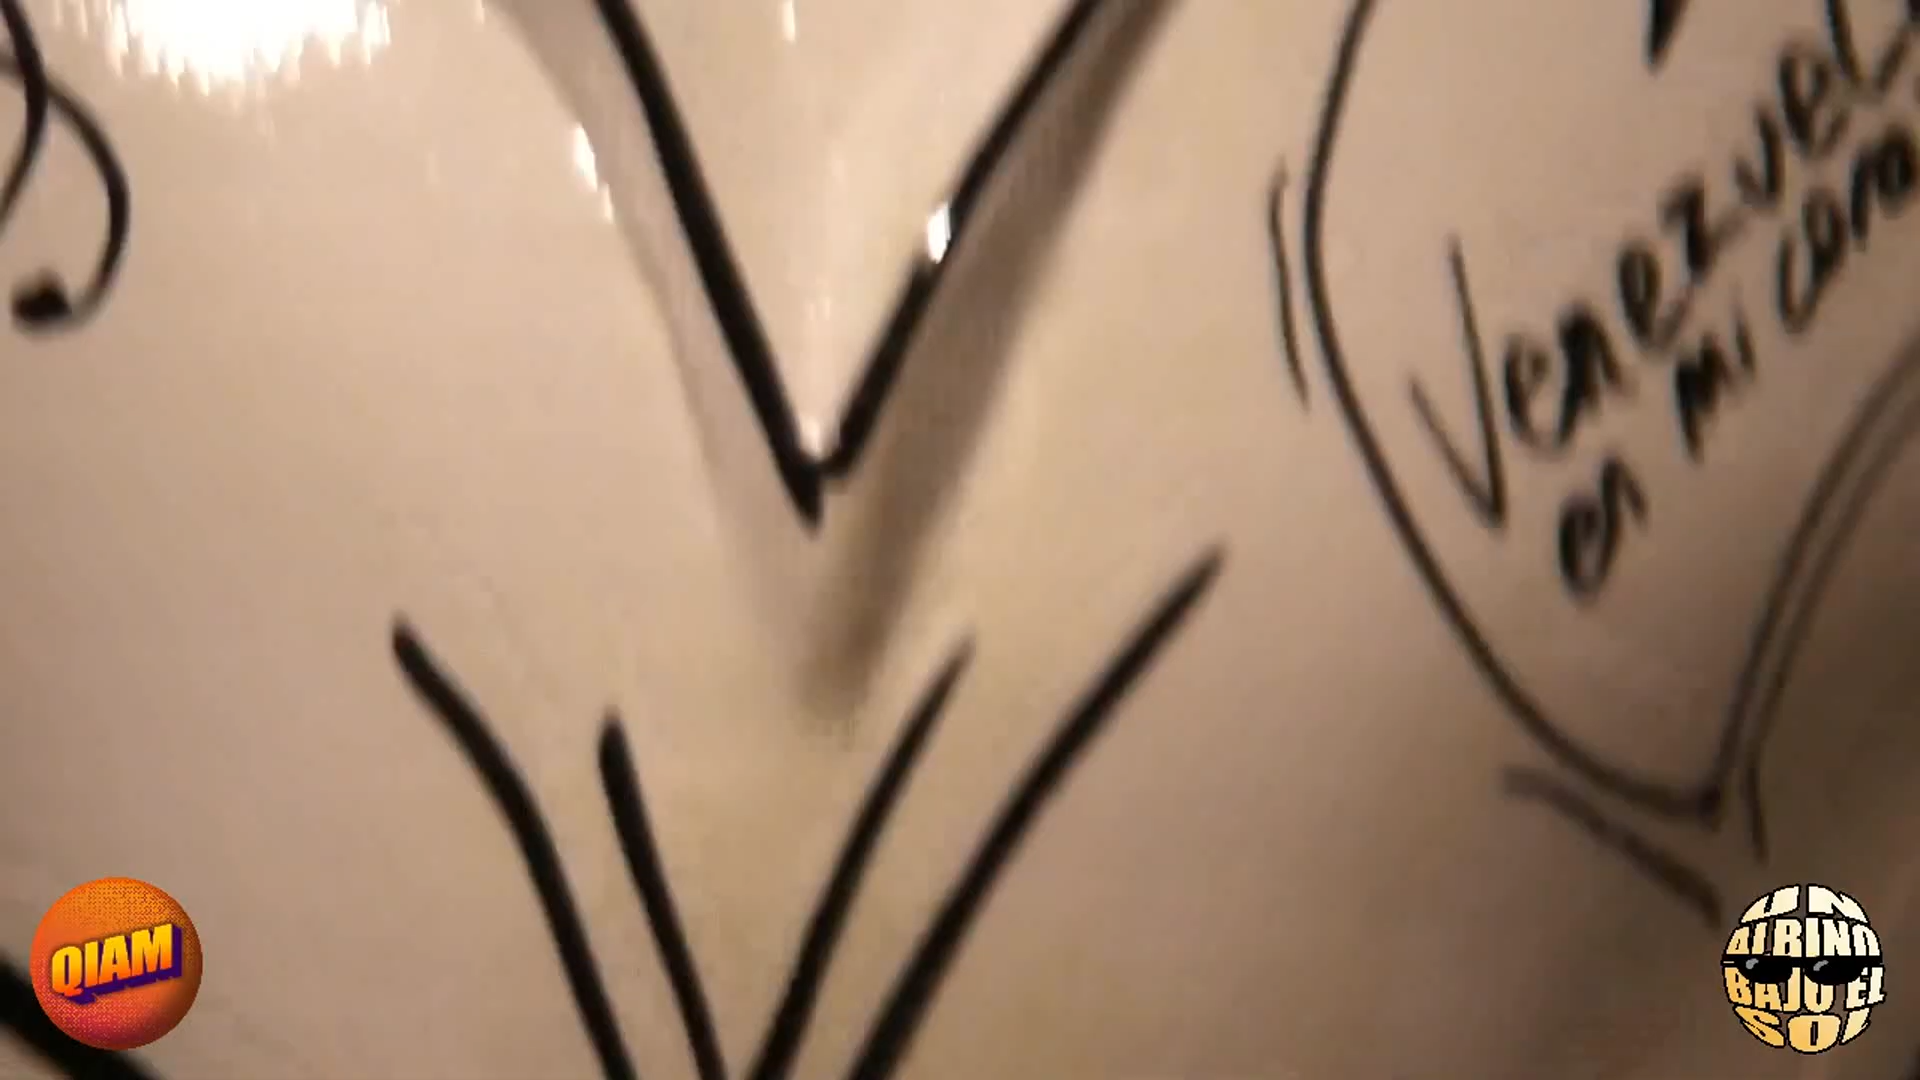 Venezuel
en mi cora
QIAM
UN
ALBINO
BAJO EL
SOL